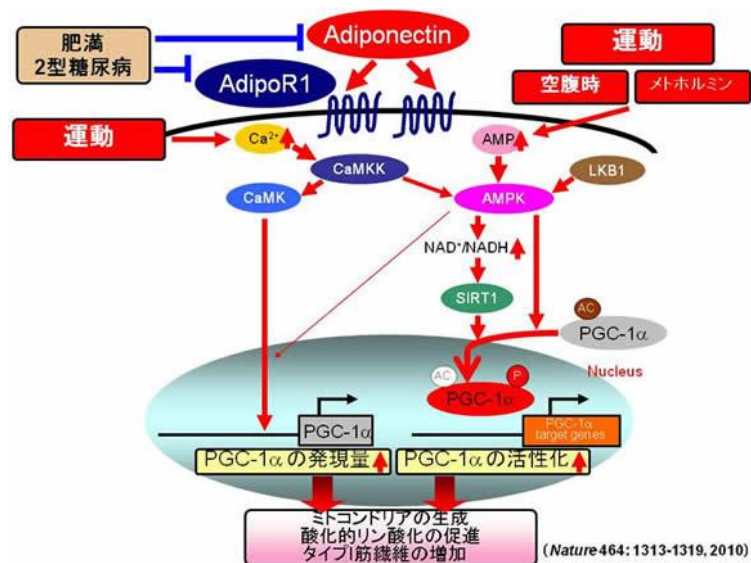 肥満
2型糖尿病
Adiponectin
運動
空腹時
メトホルミン
AdipoR1
運動
Ca²⁺
AMP
CaMKK
LKB1
CaMK
AMPK
NAD⁺/NADH
SIRT1
AC
PGC-1α
Nucleus
AC
P
PGC-1α
PGC-1α
PGC-1α
target genes
PGC-1αの発現量
PGC-1αの活性化
ミトコンドリアの生成
酸化的リン酸化の促進
タイプI筋繊維の増加
(Nature 464: 1313-1319, 2010)